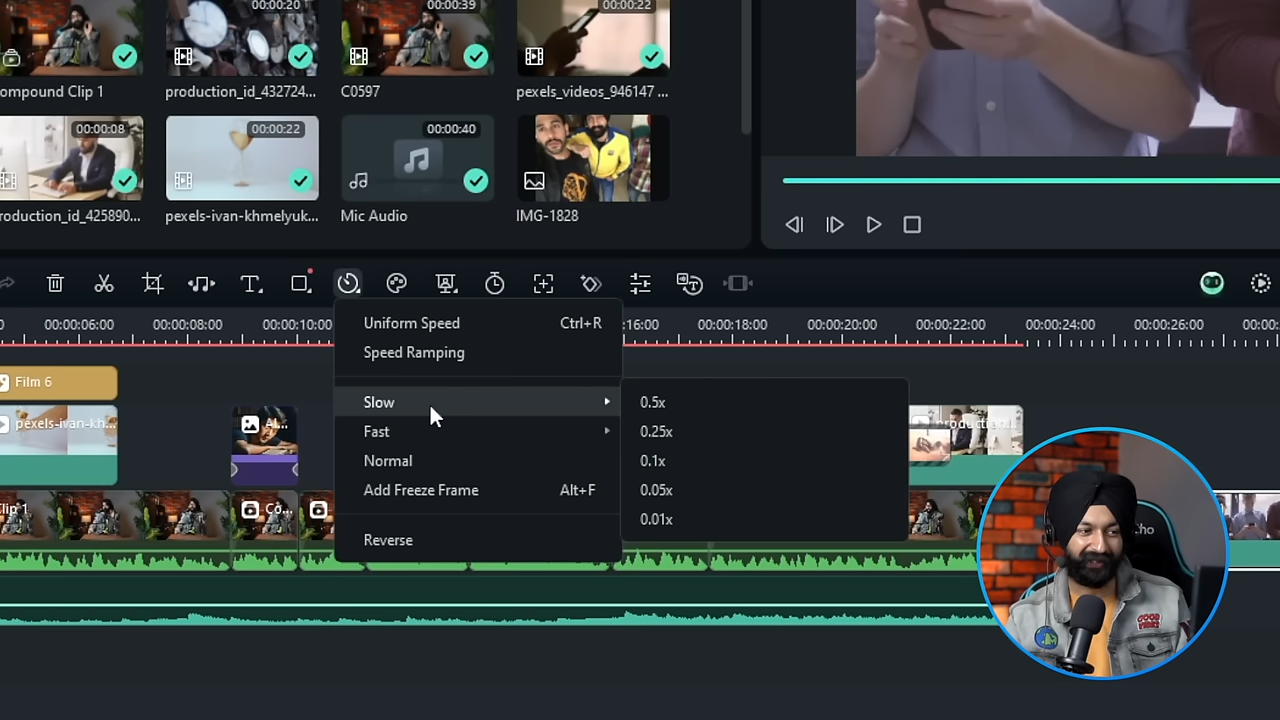 00:00:20
00:00:39
00:00:22
ompound Clip 1
production_id_432724...
C0597
pexels_videos_946147 ...
00:00:08
00:00:22
00:00:40
roduction_id_425890...
pexels-ivan-khmelyuk...
Mic Audio
IMG-1828
0
00:00:06:00
00:00:08:00
00:00:10:00
:16:00
00:00:18:00
00:00:20:00
00:00:22:00
00:00:24:00
00:00:26:00
00:00:
Uniform Speed Ctrl+R
Speed Ramping
Slow
Fast
Normal
Add Freeze Frame Alt+F
Reverse
0.5x
0.25x
0.1x
0.05x
0.01x
Film 6
pexels-ivan-kh...
AI...
production...
Clip 1
Co...
GOOD
VIBES